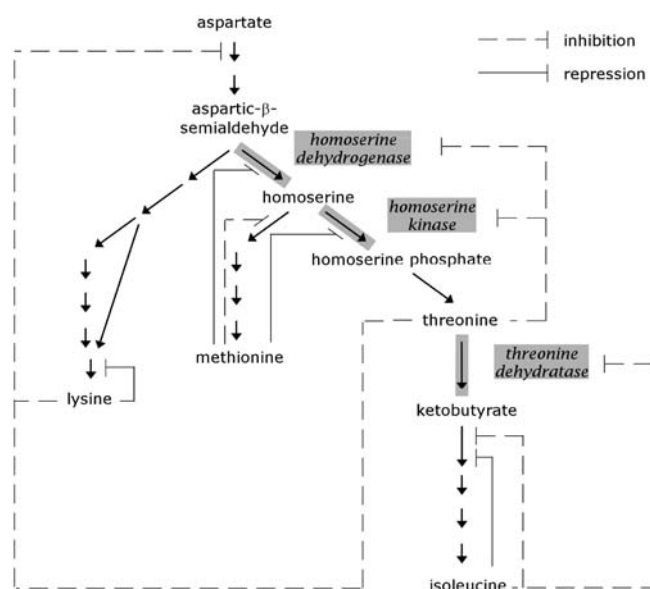 aspartate
inhibition
repression
aspartic-β-
semialdehyde
homoserine
dehydrogenase
homoserine
homoserine
kinase
homoserine phosphate
threonine
methionine
threonine
dehydratase
lysine
ketobutyrate
isoleucine